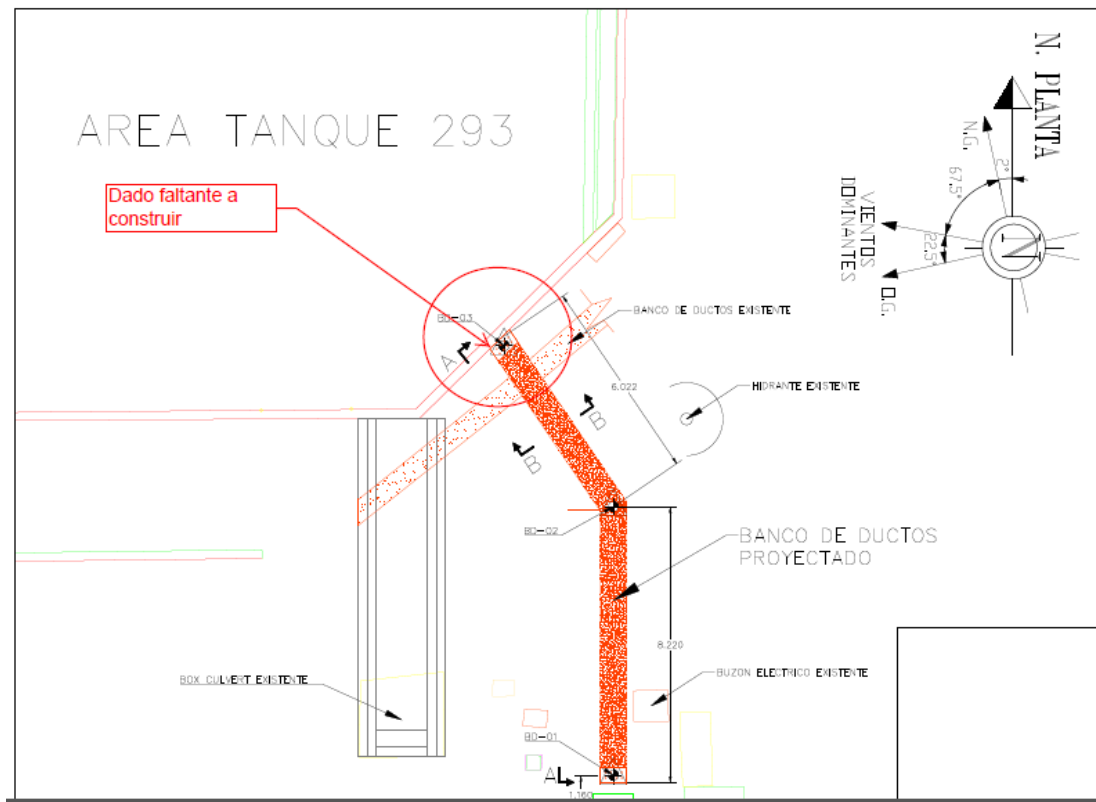 AREA TANQUE 293
N. PLANTA
N.G.
2°
67.5°
VIENTOS
DOMINANTES
22.5°
O.G.
N
Dado faltante a
construir
BD-03
BANCO DE DUCTOS EXISTENTE
A
6.022
HIDRANTE EXISTENTE
B
B
BD-02
BANCO DE DUCTOS
PROYECTADO
8.220
BOX CULVERT EXISTENTE
BUZON ELECTRICO EXISTENTE
BD-01
A
1.160